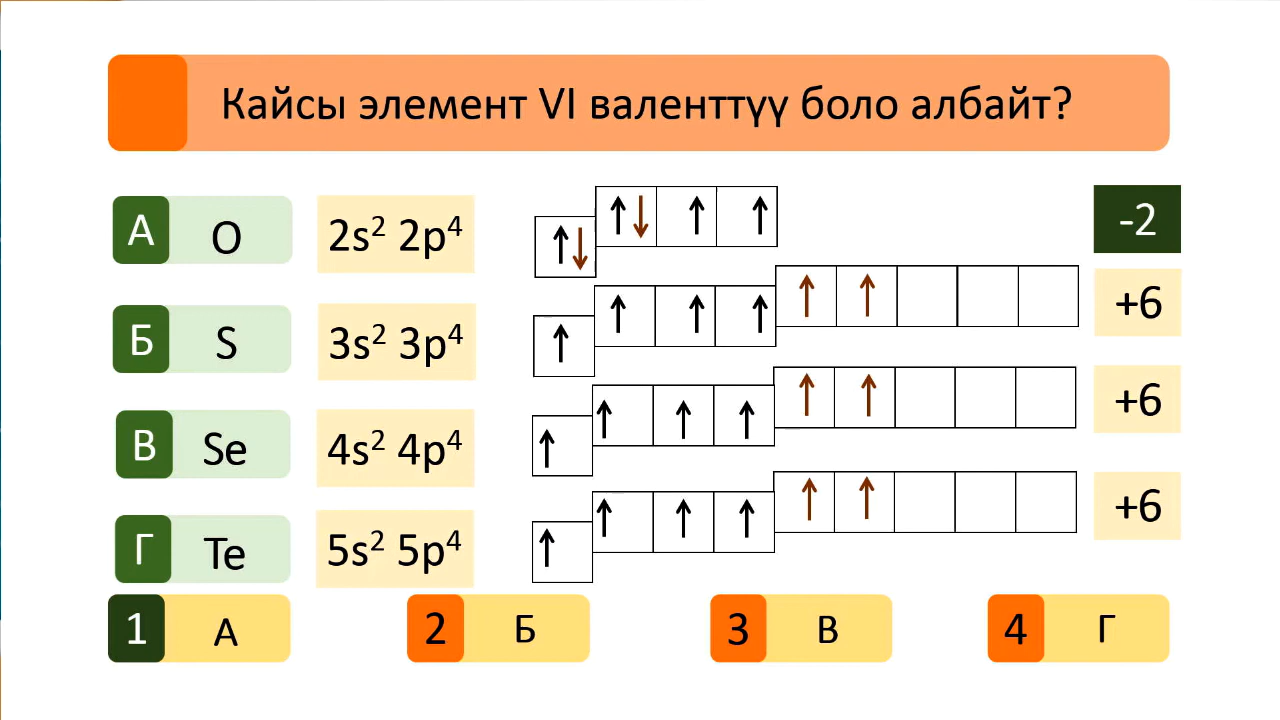 Кайсы элемент VI валенттүү боло албайт?
А O 2s² 2p⁴ -2
Б S 3s² 3p⁴ +6
В Se 4s² 4p⁴ +6
Г Te 5s² 5p⁴ +6
1 А 2 Б 3 В 4 Г